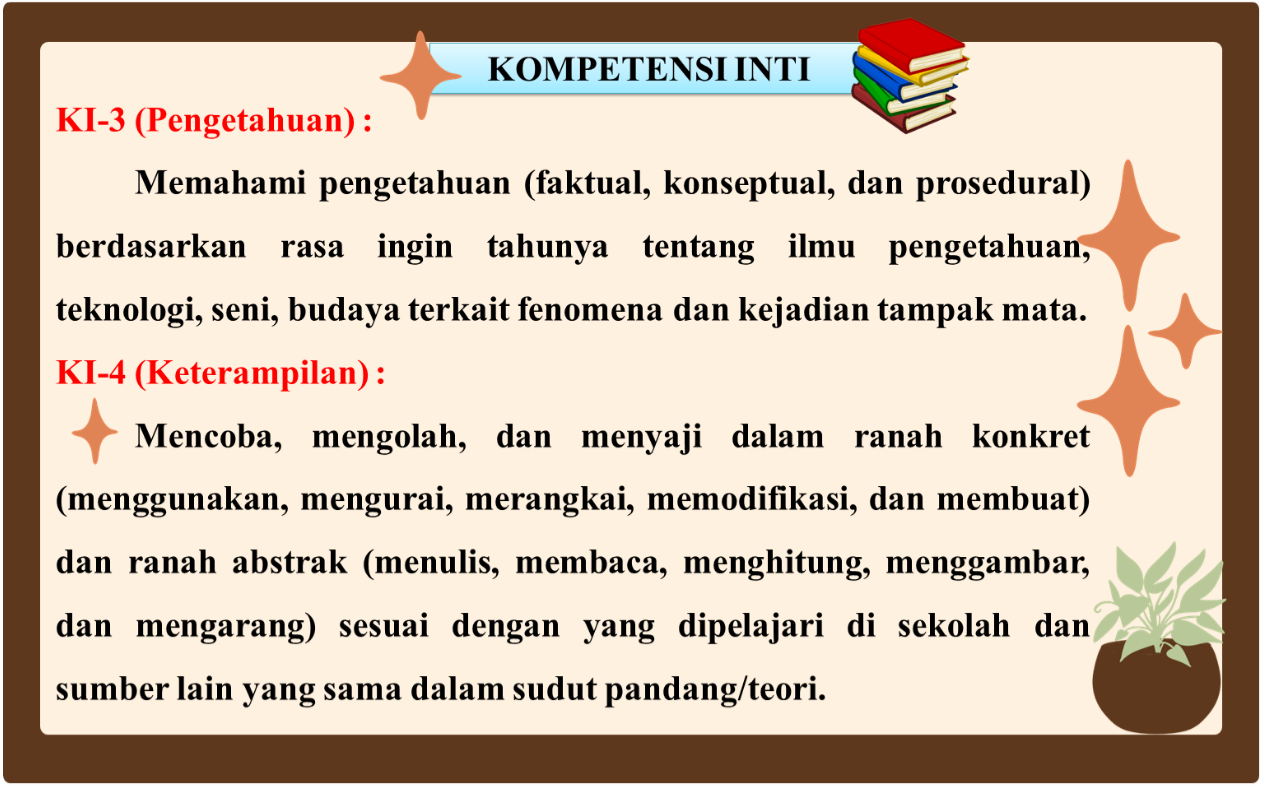 KOMPETENSI INTI
KI-3 (Pengetahuan) :
Memahami pengetahuan (faktual, konseptual, dan prosedural)
berdasarkan rasa ingin tahunya tentang ilmu pengetahuan,
teknologi, seni, budaya terkait fenomena dan kejadian tampak mata.
KI-4 (Keterampilan) :
Mencoba, mengolah, dan menyaji dalam ranah konkret
(menggunakan, mengurai, merangkai, memodifikasi, dan membuat)
dan ranah abstrak (menulis, membaca, menghitung, menggambar,
dan mengarang) sesuai dengan yang dipelajari di sekolah dan
sumber lain yang sama dalam sudut pandang/teori.